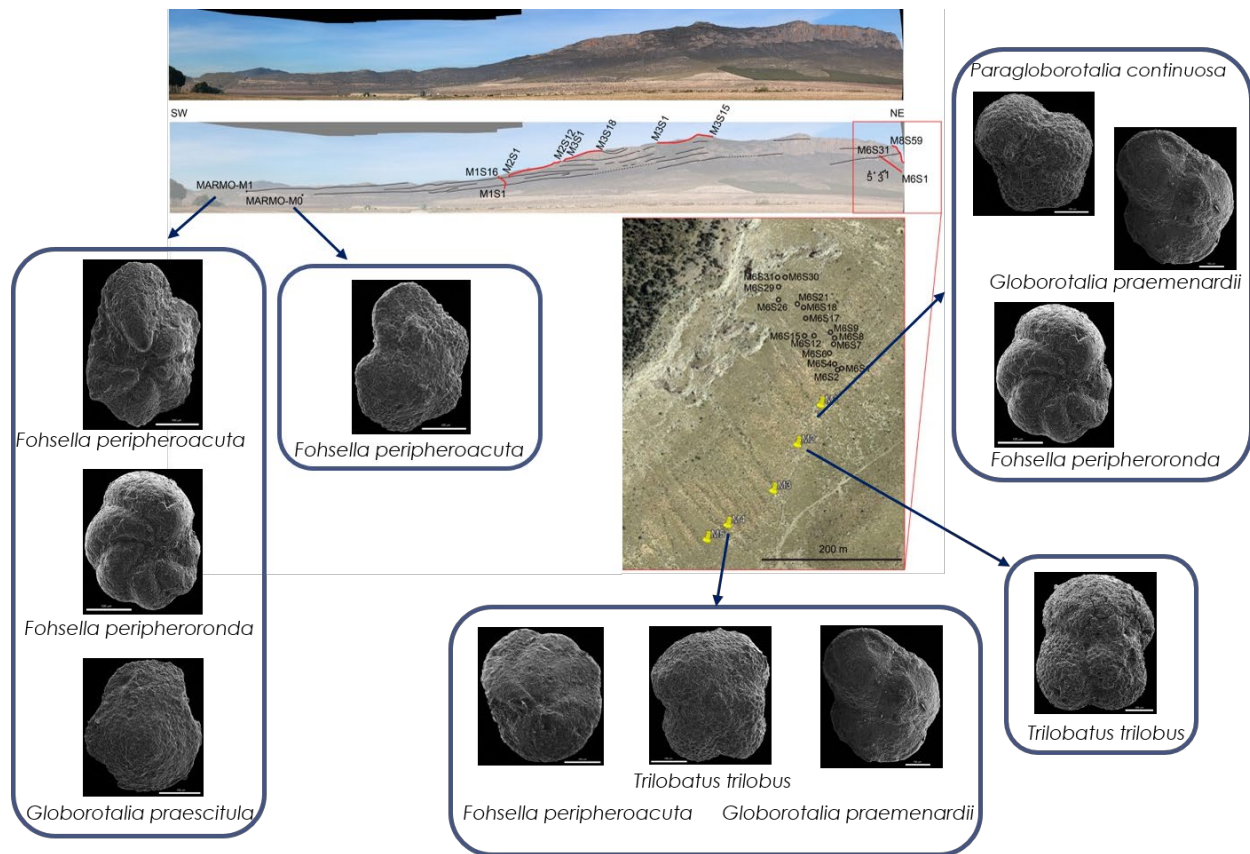 SW
NE
M1S16
M2S1
M2S12
M3S1
M3S18
M3S1
M3S15
M6S31
M8S59
MARMO-M1
MARMO-M0
M1S1
5
3
1
M6S1
Paragloborotalia continuosa
Globorotalia praemenardii
Fohsella peripheroronda
Fohsella peripheroacuta
Fohsella peripheroronda
Globorotalia praescitula
Fohsella peripheroacuta
M6S31
M6S30
M6S29
M6S26
M6S21
M6S18
M6S17
M6S15
M6S12
M6S9
M6S8
M6S7
M6S6
M6S4
M6S2
M3
M4
200 m
Trilobatus trilobus
Fohsella peripheroacuta
Globorotalia praemenardii
Trilobatus trilobus